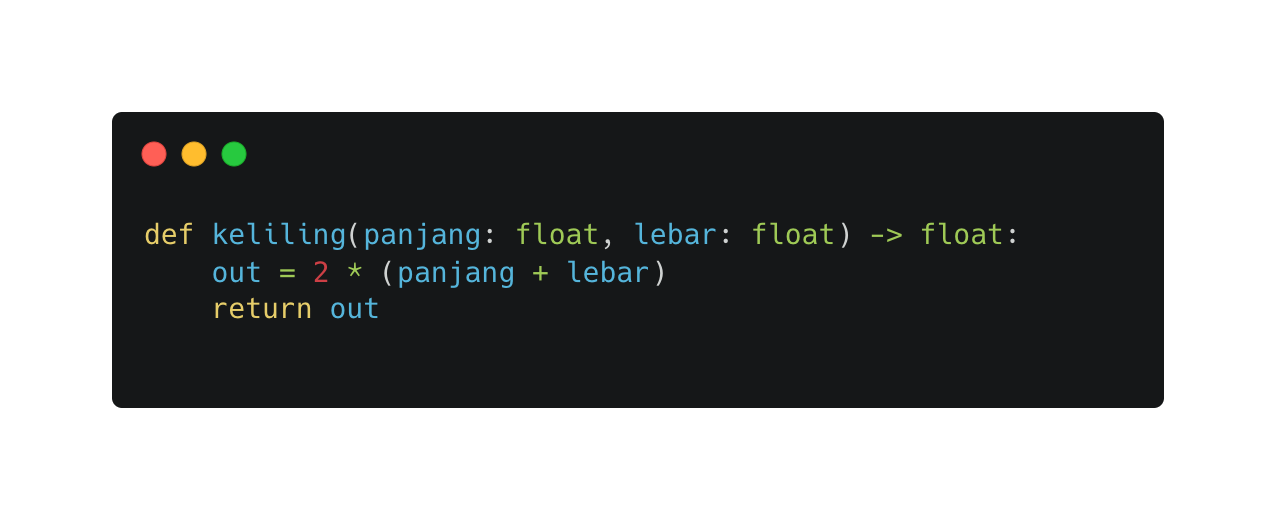 def keliling(panjang: float, lebar: float) -> float:
    out = 2 * (panjang + lebar)
    return out